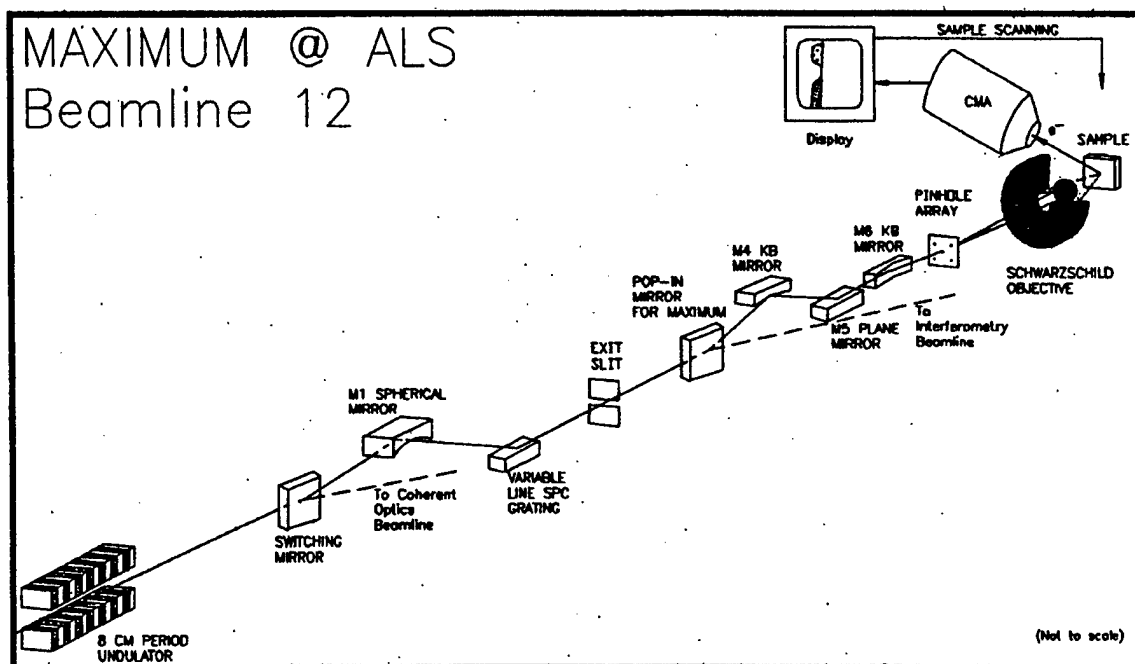 MAXIMUM @ ALS
Beamline 12
SAMPLE SCANNING
CMA
e-
SAMPLE
Display
PINHOLE
ARRAY
M6 KB
MIRROR
M4 KB
MIRROR
SCHWARZSCHILD
OBJECTIVE
POP-IN
MIRROR
FOR MAXIMUM
To
Interferometry
Beamline
M5 PLANE
MIRROR
EXIT
SLIT
M1 SPHERICAL
MIRROR
VARIABLE
LINE SPC
GRATING
To Coherent
Optics
Beamline
SWITCHING
MIRROR
8 CM PERIOD
UNDULATOR
(Not to scale)